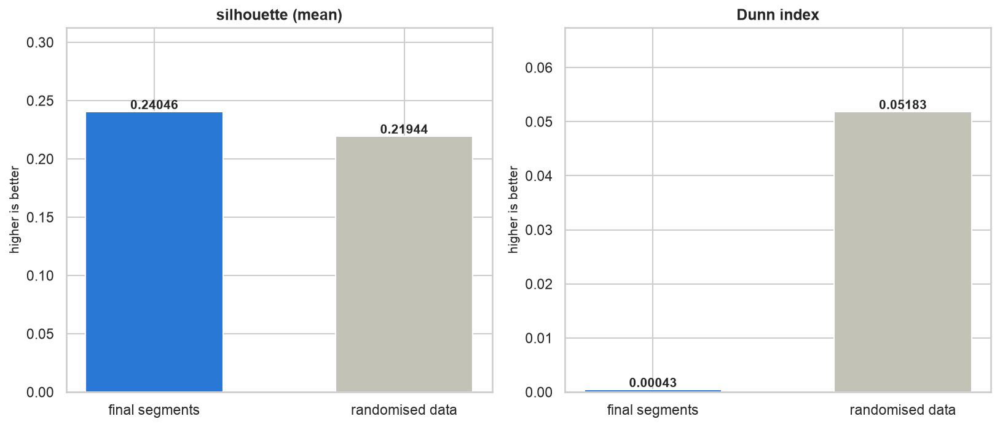 silhouette (mean)
higher is better
0.30
0.25
0.20
0.15
0.10
0.05
0.00
0.24046
0.21944
final segments
randomised data
Dunn index
higher is better
0.06
0.05
0.04
0.03
0.02
0.01
0.00
0.00043
0.05183
final segments
randomised data